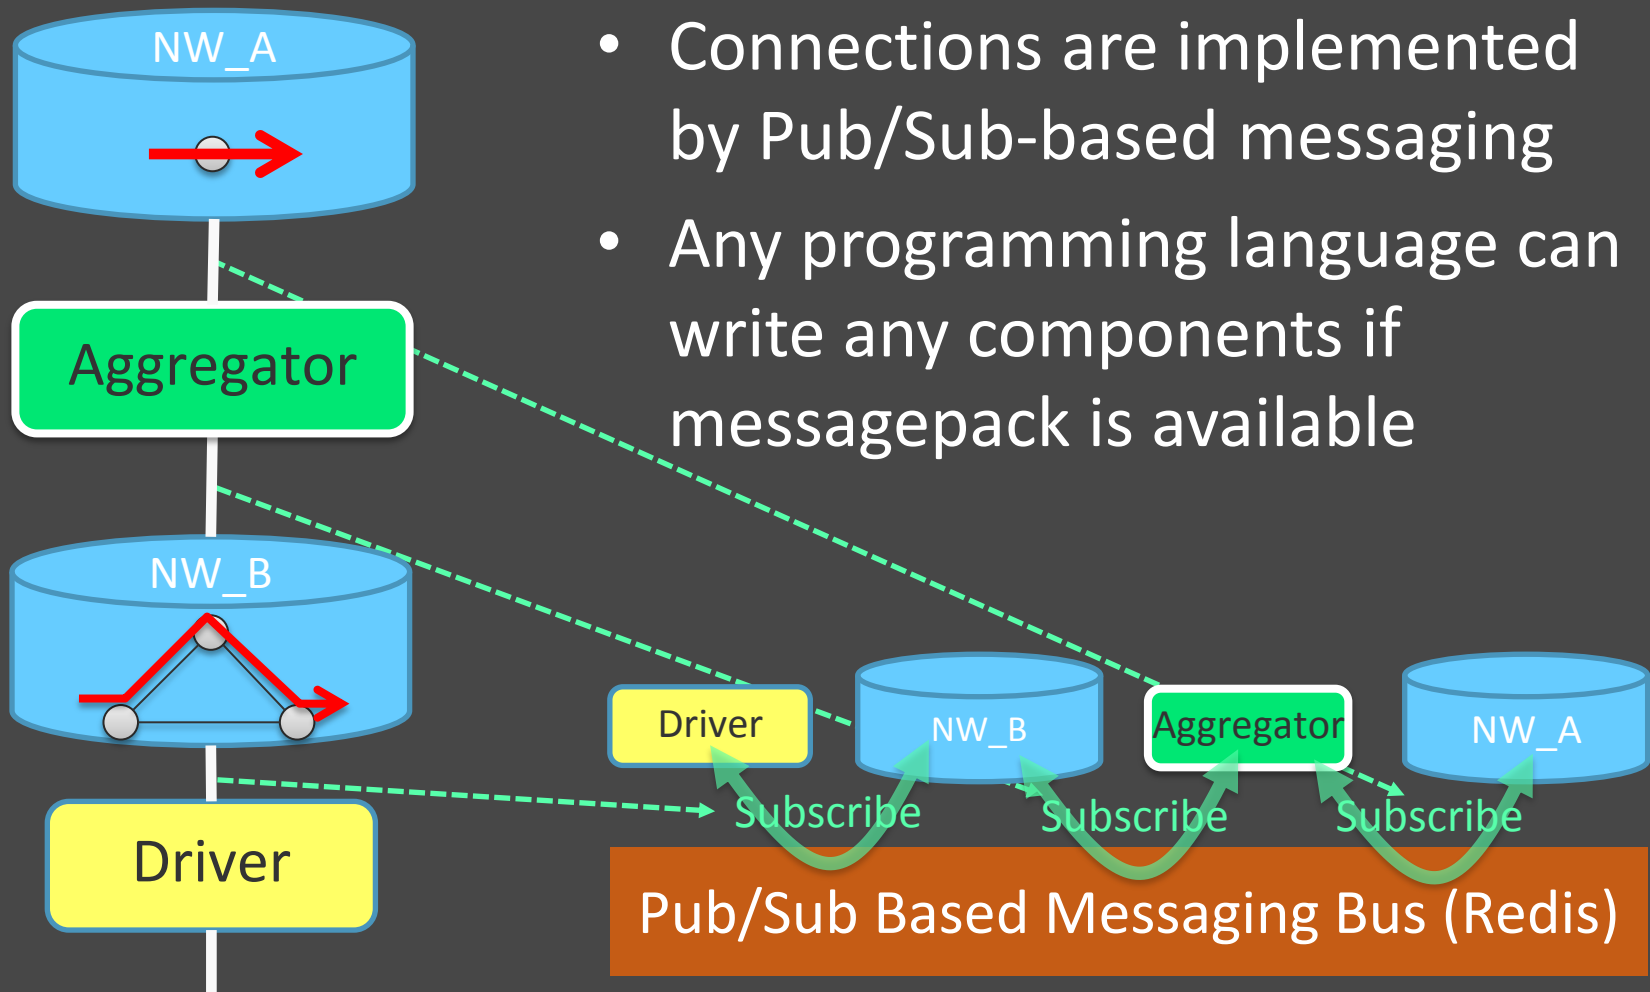 NW_A
Aggregator
NW_B
Driver
• Connections are implemented
by Pub/Sub-based messaging
• Any programming language can
write any components if
messagepack is available
Driver
NW_B
Aggregator
NW_A
Subscribe
Subscribe
Subscribe
Pub/Sub Based Messaging Bus (Redis)